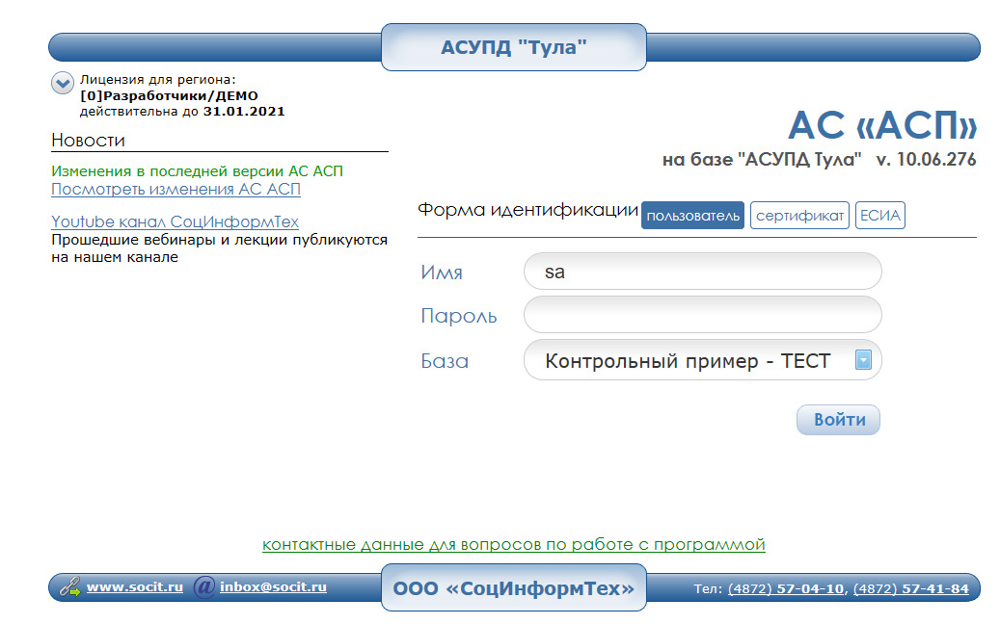 АСУПД "Тула"
Лицензия для региона:
[0]Разработчики/ДЕМО
действительна до 31.01.2021
Новости
Изменения в последней версии АС АСП
Посмотреть изменения АС АСП
Youtube канал СоцИнформТех
Прошедшие вебинары и лекции публикуются
на нашем канале
АС «АСП»
на базе "АСУПД Тула" v. 10.06.276
Форма идентификации пользователь сертификат ЕСИА
Имя sa
Пароль
База Контрольный пример - ТЕСТ
Войти
контактные данные для вопросов по работе с программой
www.socit.ru @ inbox@socit.ru ООО «СоцИнформТех» Тел: (4872) 57-04-10, (4872) 57-41-84